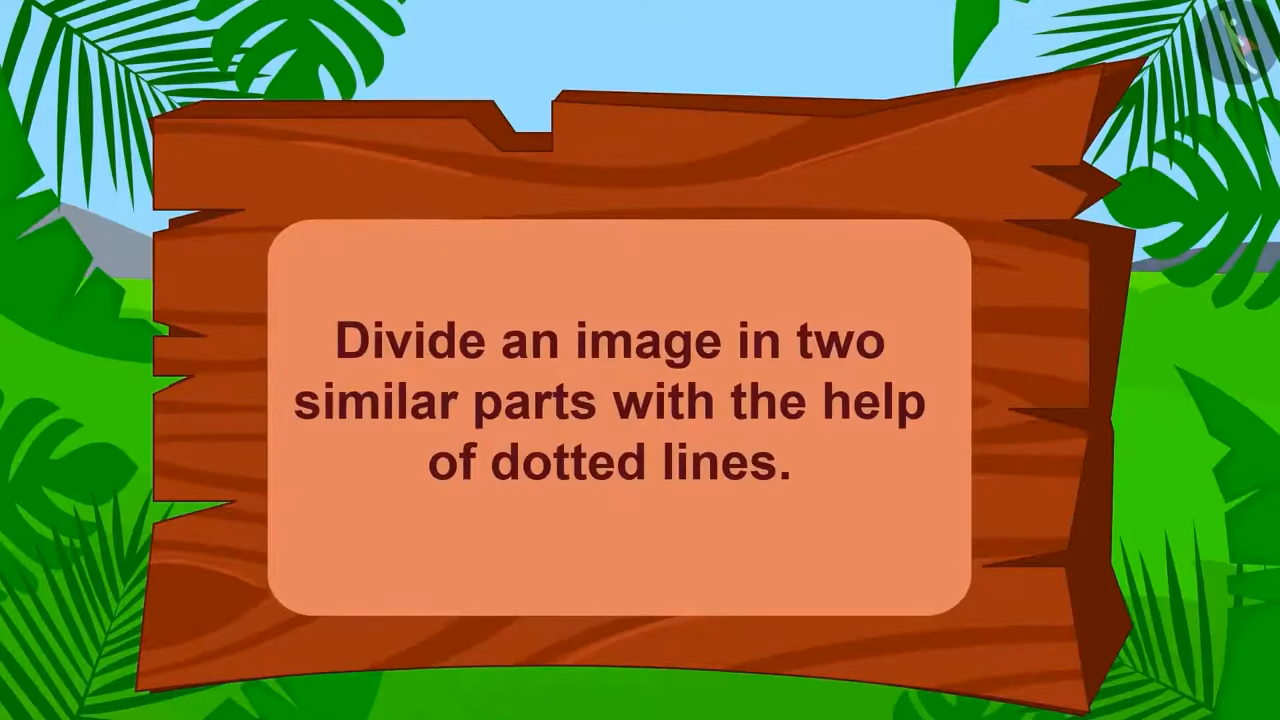 Divide an image in two
similar parts with the help
of dotted lines.